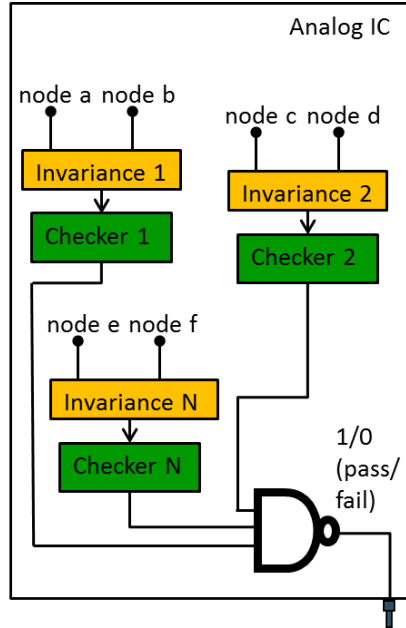 Analog IC
node a node b
Invariance 1
Checker 1
node c node d
Invariance 2
Checker 2
node e node f
Invariance N
Checker N
1/0
(pass/
fail)